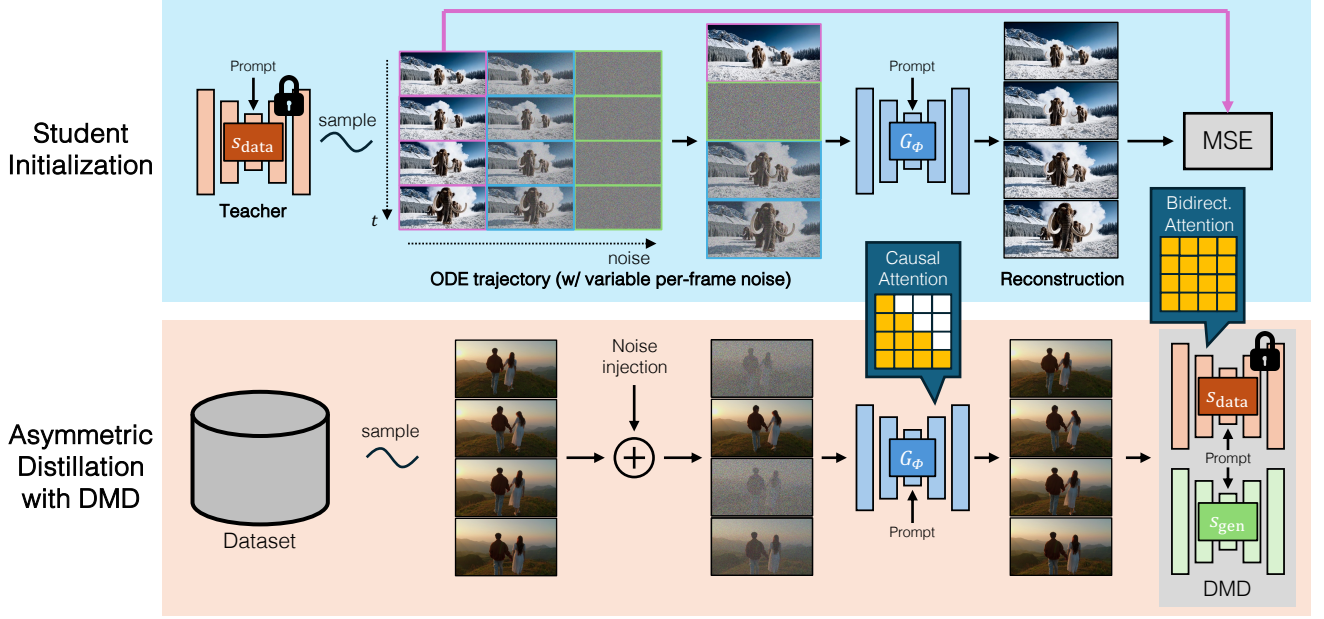 Student
Initialization
Prompt
s_data
Teacher
sample
t
noise
ODE trajectory (w/ variable per-frame noise)
Prompt
G_Φ
Reconstruction
MSE
Causal
Attention
Bidirect.
Attention
Asymmetric
Distillation
with DMD
Dataset
sample
Noise
injection
G_Φ
Prompt
s_data
Prompt
s_gen
DMD